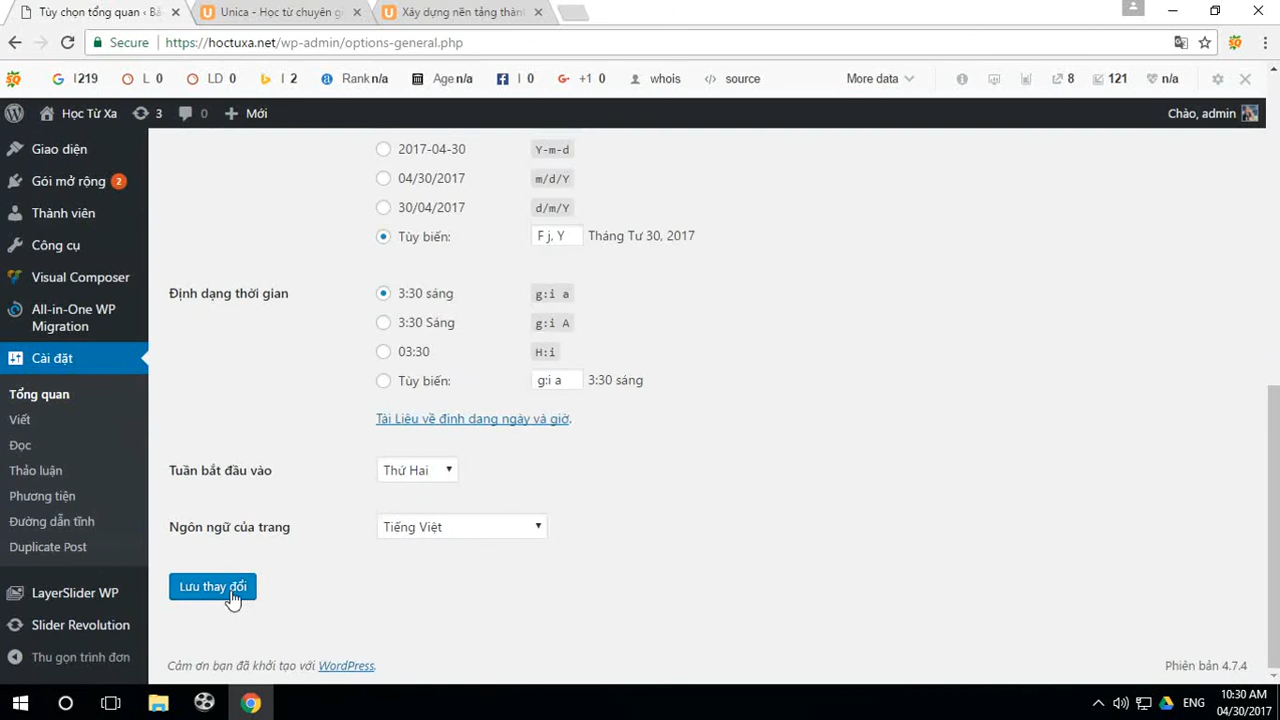 Tùy chọn tổng quan ‹ Bả
Unica - Học từ chuyên g
Xây dựng nền tảng thành
Secure
https://hoctuxa.net/wp-admin/options-general.php
I 219
L 0
LD 0
I 2
Rank n/a
Age n/a
I 0
+1 0
whois
source
More data
8
121
n/a
Học Từ Xa
3
0
Mới
Chào, admin
Giao diện
Gói mở rộng 2
Thành viên
Công cụ
Visual Composer
All-in-One WP
Migration
Cài đặt
Tổng quan
Viết
Đọc
Thảo luận
Phương tiện
Đường dẫn tĩnh
Duplicate Post
LayerSlider WP
Slider Revolution
Thu gọn trình đơn
2017-04-30 Y-m-d
04/30/2017 m/d/Y
30/04/2017 d/m/Y
Tùy biến: F j, Y Tháng Tư 30, 2017
Định dạng thời gian
3:30 sáng g:i a
3:30 Sáng g:i A
03:30 H:i
Tùy biến: g:i a 3:30 sáng
Tài Liệu về định dạng ngày và giờ.
Tuần bắt đầu vào Thứ Hai
Ngôn ngữ của trang Tiếng Việt
Lưu thay đổi
Cảm ơn bạn đã khởi tạo với WordPress.
Phiên bản 4.7.4
ENG
10:30 AM
04/30/2017